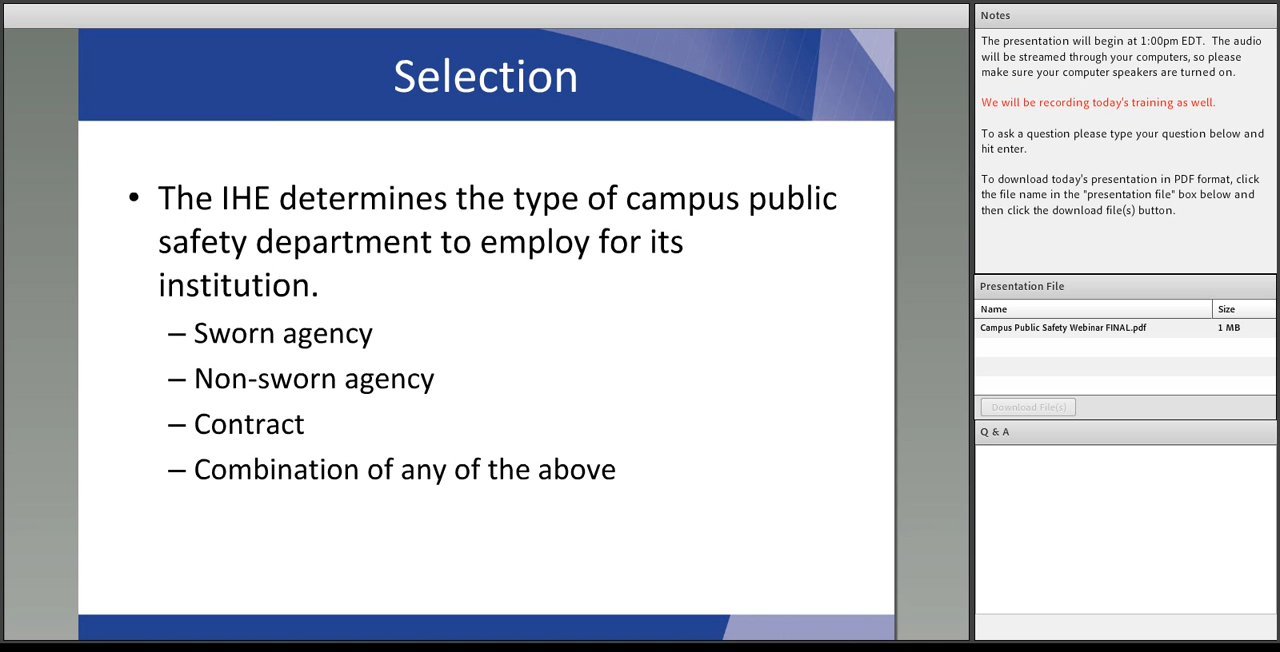 Selection
• The IHE determines the type of campus public
safety department to employ for its
institution.
– Sworn agency
– Non-sworn agency
– Contract
– Combination of any of the above
Notes
The presentation will begin at 1:00pm EDT. The audio
will be streamed through your computers, so please
make sure your computer speakers are turned on.
We will be recording today's training as well.
To ask a question please type your question below and
hit enter.
To download today's presentation in PDF format, click
the file name in the "presentation file" box below and
then click the download file(s) button.
Presentation File
Name Size
Campus Public Safety Webinar FINAL.pdf 1 MB
Download File(s)
Q & A